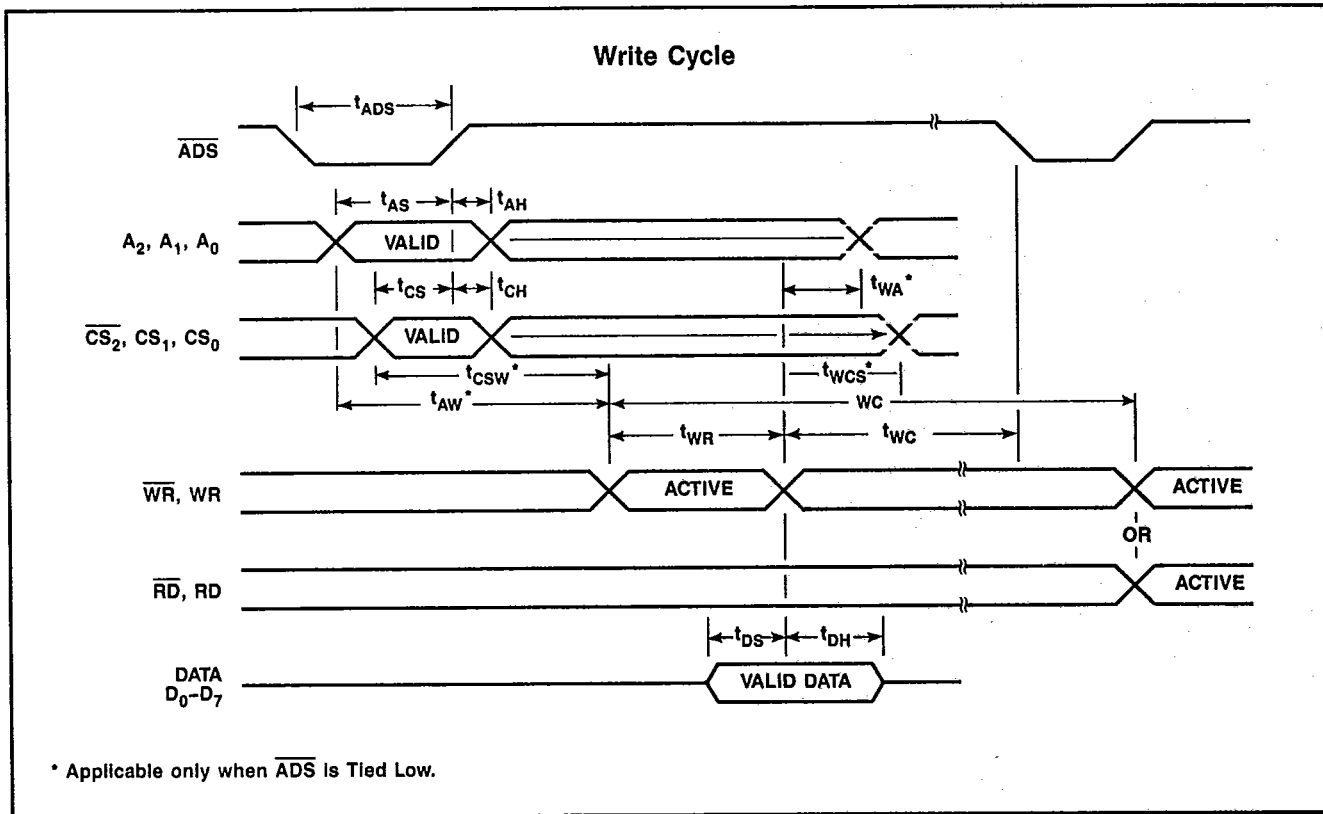 Write Cycle
tADS
ADS
tAS tAH
A2, A1, A0 VALID
tCS tCH tWA*
CS2, CS1, CS0 VALID
tCSW* tWCS*
tAW* WC
tWR tWC
WR, WR ACTIVE ACTIVE
OR
RD, RD ACTIVE
tDS tDH
DATA
D0–D7 VALID DATA
* Applicable only when ADS is Tied Low.